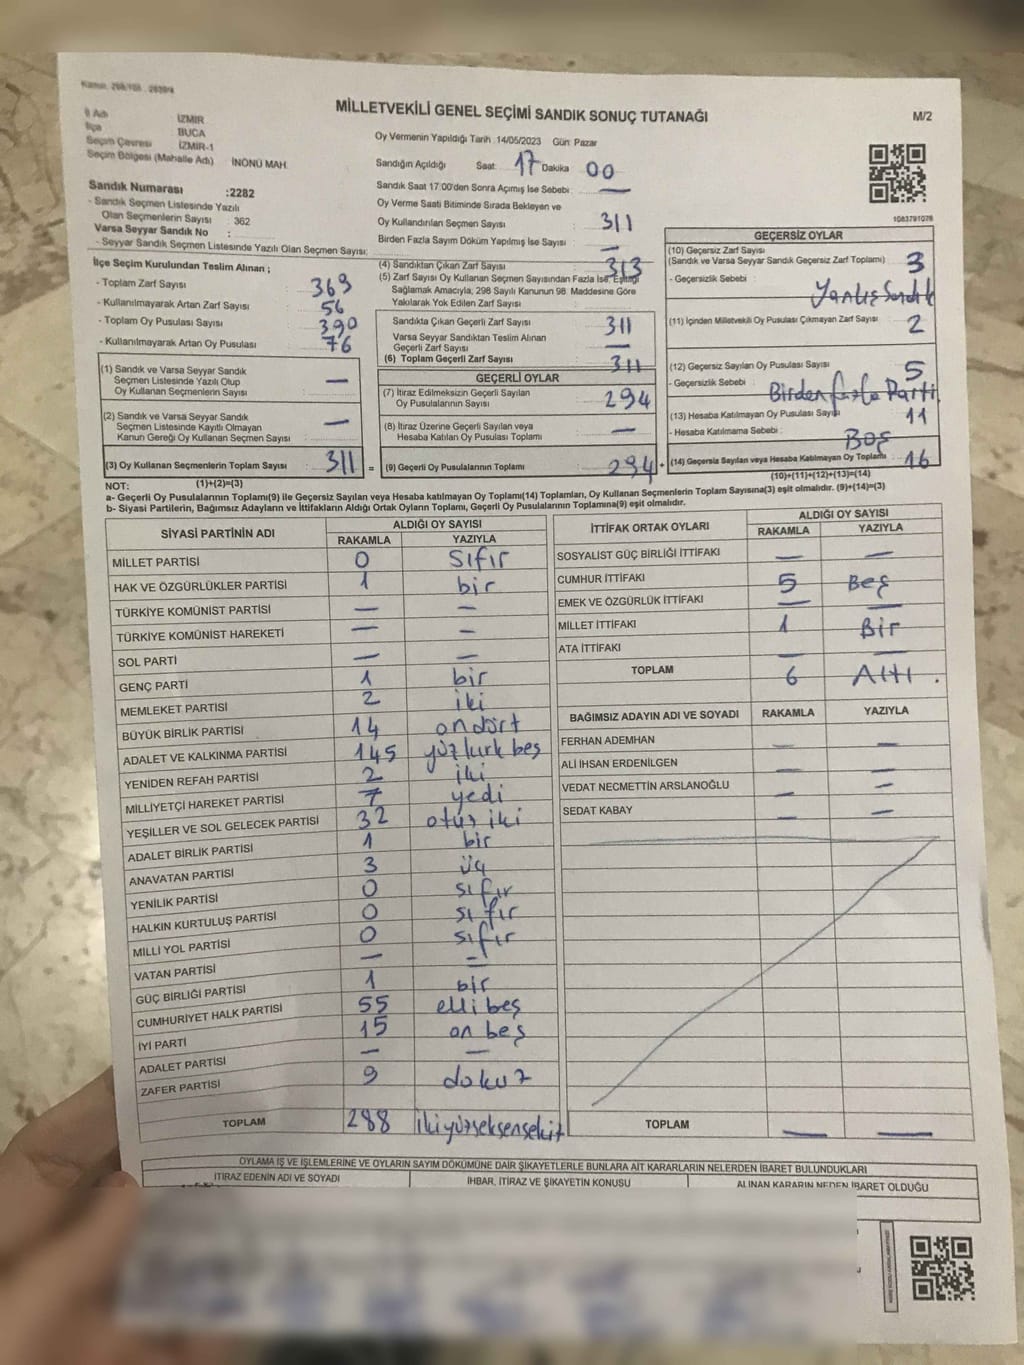 MİLLETVEKİLİ GENEL SEÇİMİ SANDIK SONUÇ TUTANAĞI
M/2
İl Adı İZMİR
İlçe BUCA
Seçim Çevresi İZMİR-1
Seçim Bölgesi (Mahalle Adı) İNÖNÜ MAH.
Sandık Numarası :2282
- Sandık Seçmen Listesinde Yazılı
Olan Seçmenlerin Sayısı : 362
Varsa Seyyar Sandık No :
- Seyyar Sandık Seçmen Listesinde Yazılı Olan Seçmen Sayısı:
Oy Vermenin Yapıldığı Tarih 14/05/2023 Gün: Pazar
Sandığın Açıldığı Saat: 17 Dakika 00
Sandık Saat 17:00'den Sonra Açımış İse Sebebi: —
Oy Verme Saati Bitiminde Sırada Bekleyen ve
Oy Kullandırılan Seçmen Sayısı 311
Birden Fazla Sayım Döküm Yapılmış İse Sayısı —
1083791078
İlçe Seçim Kurulundan Teslim Alınan ;
- Toplam Zarf Sayısı 369
- Kullanılmayarak Artan Zarf Sayısı 56
- Toplam Oy Pusulası Sayısı 390
- Kullanılmayarak Artan Oy Pusulası 76
(4) Sandıktan Çıkan Zarf Sayısı 313
(5) Zarf Sayısı Oy Kullanan Seçmen Sayısından Fazla İse, Eşitliği
Sağlamak Amacıyla, 298 Sayılı Kanunun 98. Maddesine Göre
Yakılarak Yok Edilen Zarf Sayısı
Sandıkta Çıkan Geçerli Zarf Sayısı 311
Varsa Seyyar Sandıktan Teslim Alınan
Geçerli Zarf Sayısı —
(6) Toplam Geçerli Zarf Sayısı 311
GEÇERSİZ OYLAR
(10) Geçersiz Zarf Sayısı
(Sandık ve Varsa Seyyar Sandık Geçersiz Zarf Toplamı) 3
- Geçersizlik Sebebi : Yanlış Sandık
(11) İçinden Milletvekili Oy Pusulası Çıkmayan Zarf Sayısı 2
(12) Geçersiz Sayılan Oy Pusulası Sayısı 5
- Geçersizlik Sebebi : Birden fazla Parti
(13) Hesaba Katılmayan Oy Pusulası Sayısı 11
- Hesaba Katılmama Sebebi : Boş
(14) Geçersiz Sayılan veya Hesaba Katılmayan Oy Toplamı 16
(10)+(11)+(12)+(13)=(14)
(1) Sandık ve Varsa Seyyar Sandık
Seçmen Listesinde Yazılı Olup
Oy Kullanan Seçmenlerin Sayısı —
(2) Sandık ve Varsa Seyyar Sandık
Seçmen Listesinde Kayıtlı Olmayan
Kanun Gereği Oy Kullanan Seçmen Sayısı —
(3) Oy Kullanan Seçmenlerin Toplam Sayısı 311 =
GEÇERLİ OYLAR
(7) İtiraz Edilmeksizin Geçerli Sayılan
Oy Pusulalarının Sayısı 294
(8) İtiraz Üzerine Geçerli Sayılan veya
Hesaba Katılan Oy Pusulası Toplamı —
(9) Geçerli Oy Pusulalarının Toplamı 294 +
NOT: (1)+(2)=(3)
a- Geçerli Oy Pusulalarının Toplamı(9) ile Geçersiz Sayılan veya Hesaba katılmayan Oy Toplamı(14) Toplamları, Oy Kullanan Seçmenlerin Toplam Sayısına(3) eşit olmalıdır. (9)+(14)=(3)
b- Siyasi Partilerin, Bağımsız Adayların ve İttifakların Aldığı Ortak Oyların Toplamı, Geçerli Oy Pusulalarının Toplamına(9) eşit olmalıdır.
SİYASİ PARTİNİN ADI ALDIĞI OY SAYISI
RAKAMLA YAZIYLA
MİLLET PARTİSİ 0 Sıfır
HAK VE ÖZGÜRLÜKLER PARTİSİ 1 bir
TÜRKİYE KOMÜNİST PARTİSİ — —
TÜRKİYE KOMÜNİST HAREKETİ — —
SOL PARTİ — —
GENÇ PARTİ 1 bir
MEMLEKET PARTİSİ 2 iki
BÜYÜK BİRLİK PARTİSİ 14 ondört
ADALET VE KALKINMA PARTİSİ 145 yüzkırk beş
YENİDEN REFAH PARTİSİ 2 iki
MİLLİYETÇİ HAREKET PARTİSİ 7 yedi
YEŞİLLER VE SOL GELECEK PARTİSİ 32 otuz iki
ADALET BİRLİK PARTİSİ 1 bir
ANAVATAN PARTİSİ 3 üç
YENİLİK PARTİSİ 0 sıfır
HALKIN KURTULUŞ PARTİSİ 0 sıfır
MİLLİ YOL PARTİSİ 0 sıfır
VATAN PARTİSİ — —
GÜÇ BİRLİĞİ PARTİSİ 1 bir
CUMHURİYET HALK PARTİSİ 55 elli beş
İYİ PARTİ 15 on beş
ADALET PARTİSİ — —
ZAFER PARTİSİ 9 dokuz
TOPLAM 288 İkiyüzseksensekiz
İTTİFAK ORTAK OYLARI ALDIĞI OY SAYISI
RAKAMLA YAZIYLA
SOSYALİST GÜÇ BİRLİĞİ İTTİFAKI — —
CUMHUR İTTİFAKI 5 Beş
EMEK VE ÖZGÜRLÜK İTTİFAKI — —
MİLLET İTTİFAKI 1 Bir
ATA İTTİFAKI — —
TOPLAM 6 Altı .
BAĞIMSIZ ADAYIN ADI VE SOYADI RAKAMLA YAZIYLA
FERHAN ADEMHAN — —
ALİ İHSAN ERDENİLGEN — —
VEDAT NECMETTİN ARSLANOĞLU — —
SEDAT KABAY — —
TOPLAM — —
OYLAMA İŞ VE İŞLEMLERİNE VE OYLARIN SAYIM DÖKÜMÜNE DAİR ŞİKAYETLERLE BUNLARA AİT KARARLARIN NELERDEN İBARET BULUNDUKLARI
İTİRAZ EDENİN ADI VE SOYADI İHBAR, İTİRAZ VE ŞİKAYETİN KONUSU ALINAN KARARIN NEDEN İBARET OLDUĞU